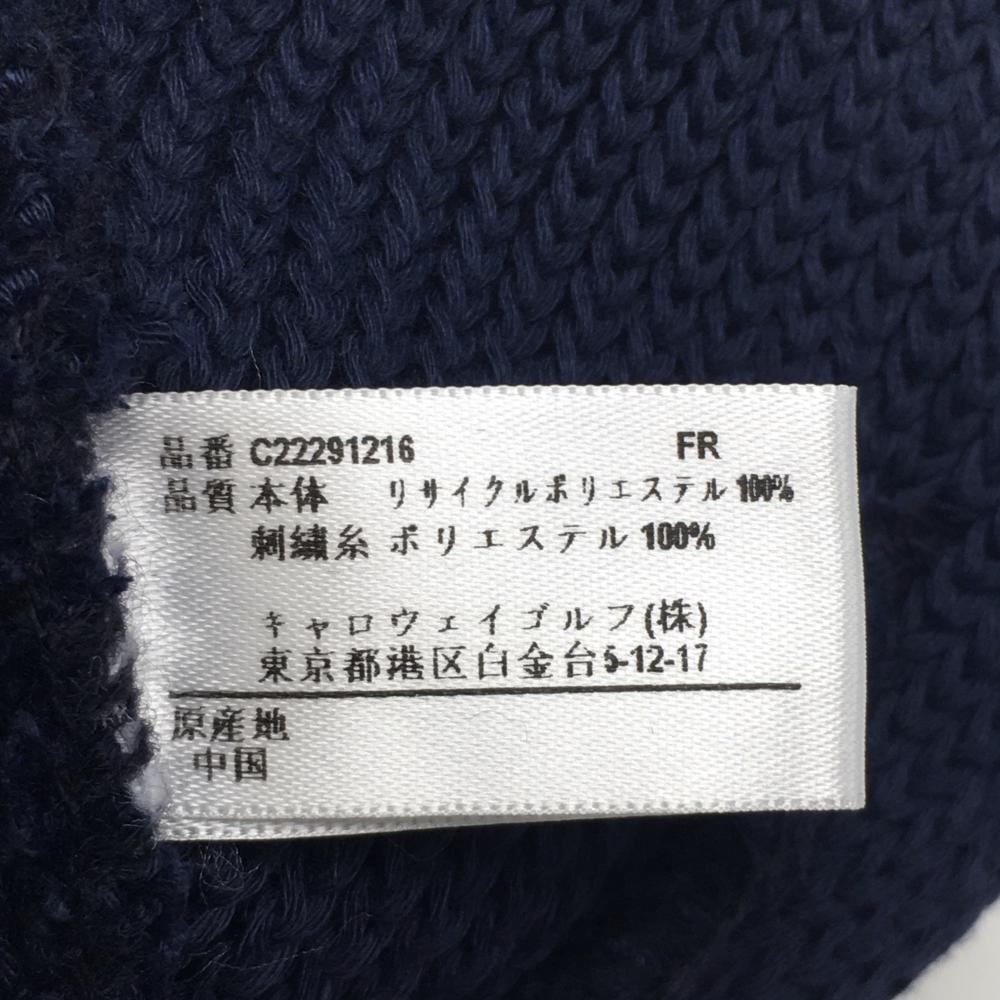 品番 C22291216 FR
品質 本体 リサイクルポリエステル 100%
刺繍糸 ポリエステル 100%
キャロウェイゴルフ(株)
東京都港区白金台5-12-17
原産地
中国